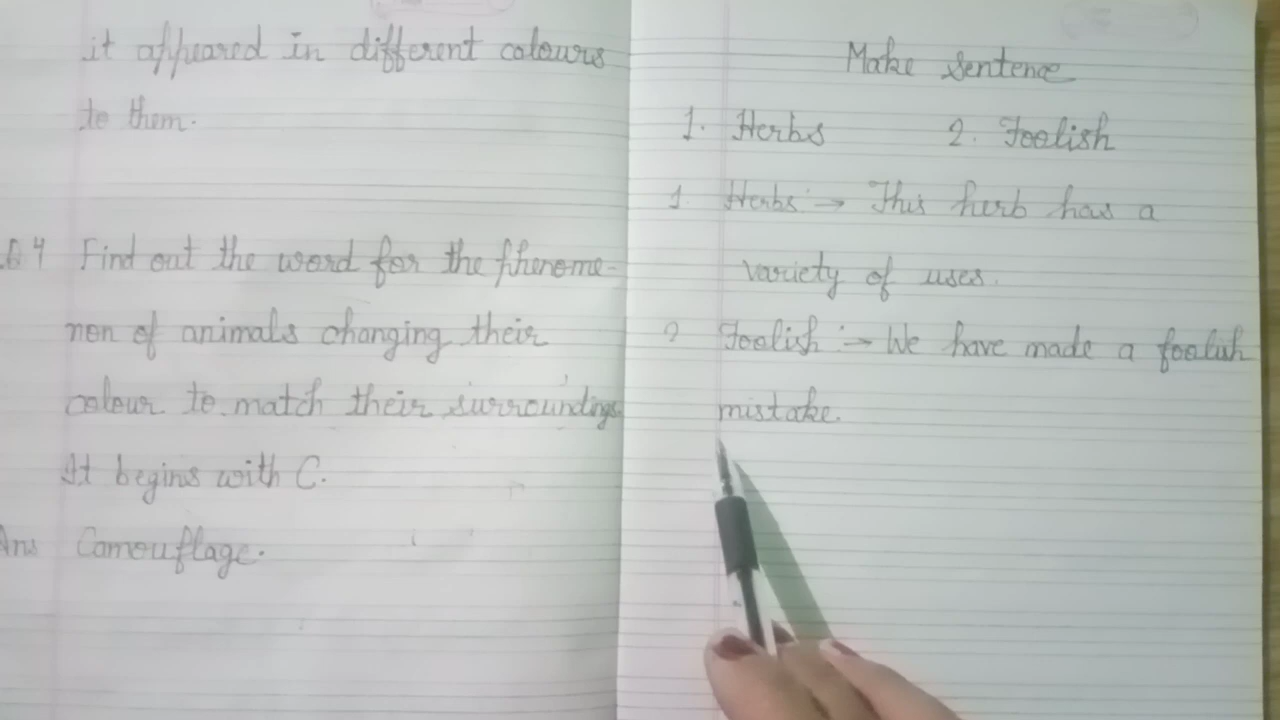 it appeared in different colours
to them.
Q4 Find out the word for the phenome-
non of animals changing their
colour to match their surroundings.
It begins with C.
Ans Camouflage.
Make sentence
1. Herbs 2. Foolish
1. Herbs :→ This herb has a
variety of uses.
2 Foolish :→ We have made a foolish
mistake.